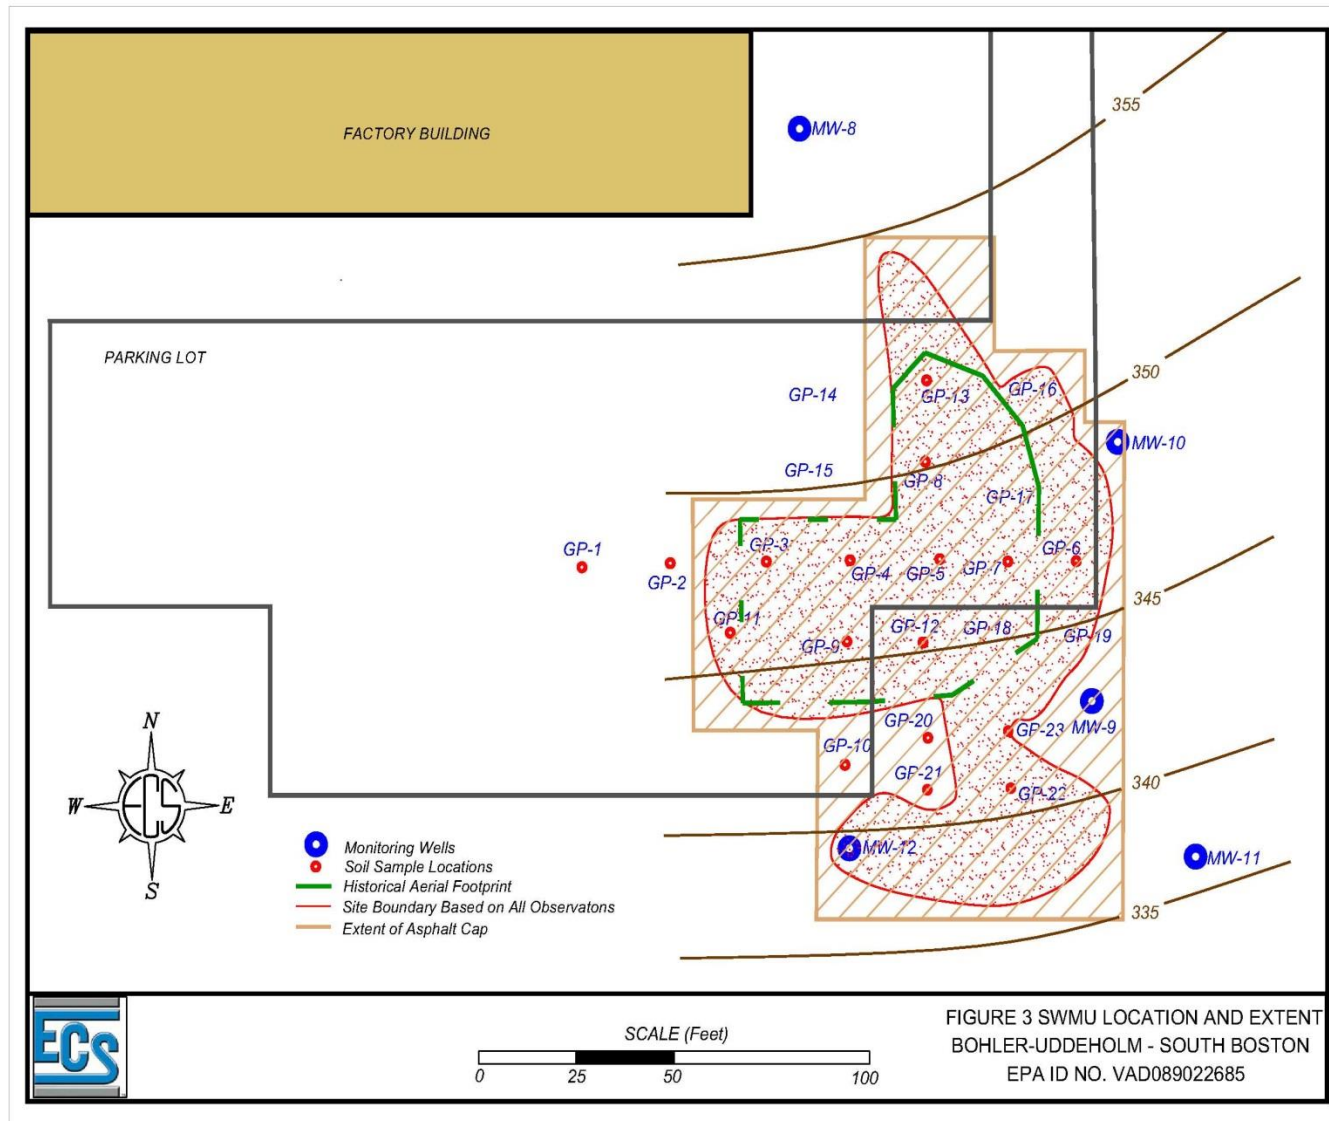 355
FACTORY BUILDING
MW-8
PARKING LOT
350
GP-14
GP-13
GP-16
MW-10
GP-15
GP-8
GP-17
GP-1
GP-2
GP-3
GP-4
GP-5
GP-7
GP-6
345
GP-11
GP-9
GP-12
GP-18
GP-19
GP-20
GP-23
MW-9
GP-10
GP-21
GP-22
340
N
W
ECS
E
S
MW-12
MW-11
335
Monitoring Wells
Soil Sample Locations
Historical Aerial Footprint
Site Boundary Based on All Observatons
Extent of Asphalt Cap
ECS
SCALE (Feet)
0 25 50 100
FIGURE 3 SWMU LOCATION AND EXTENT
BOHLER-UDDEHOLM - SOUTH BOSTON
EPA ID NO. VAD089022685